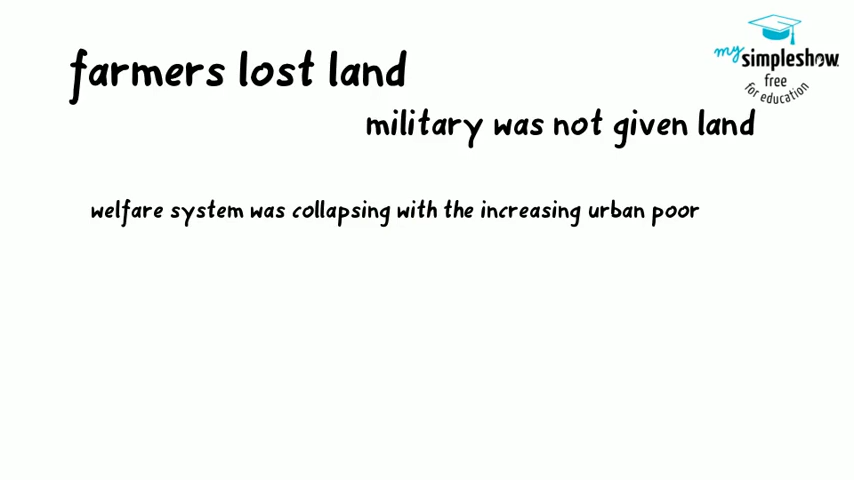 farmers lost land
my
simpleshow
free
for education
military was not given land
welfare system was collapsing with the increasing urban poor